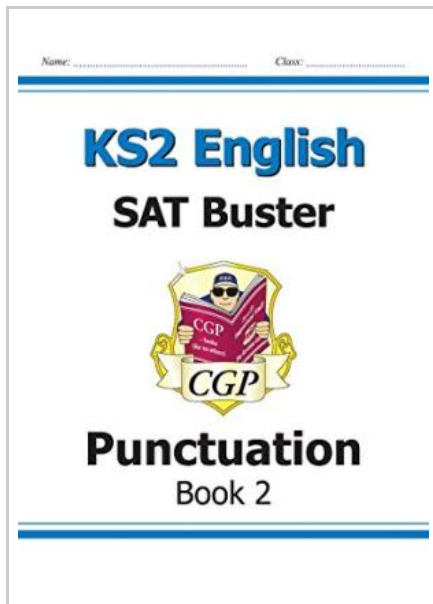 Name: ........................................ Class: ................................
KS2 English
SAT Buster
CGP
CGP
Punctuation
Book 2